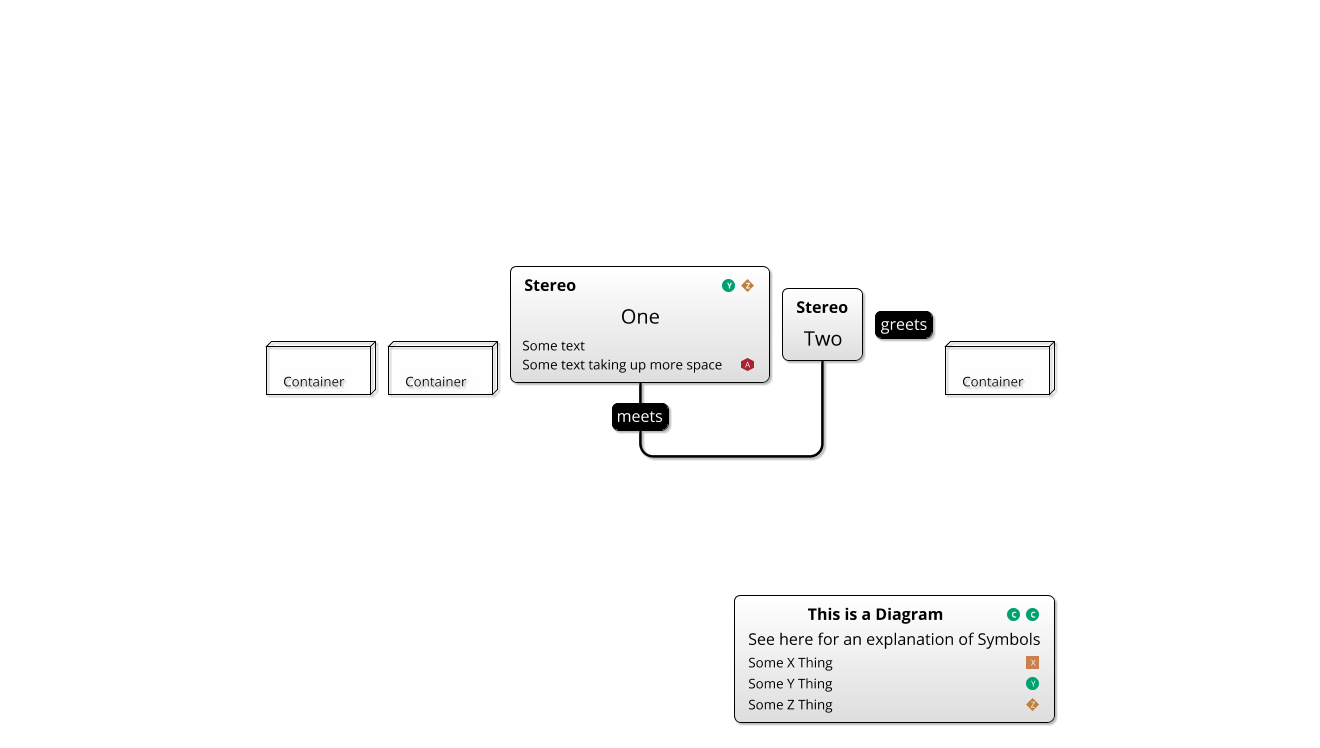 Stereo Y Z
One
Some text
Some text taking up more space A
Stereo
Two
greets
Container
Container
Container
meets
This is a Diagram C C
See here for an explanation of Symbols
Some X Thing X
Some Y Thing Y
Some Z Thing Z